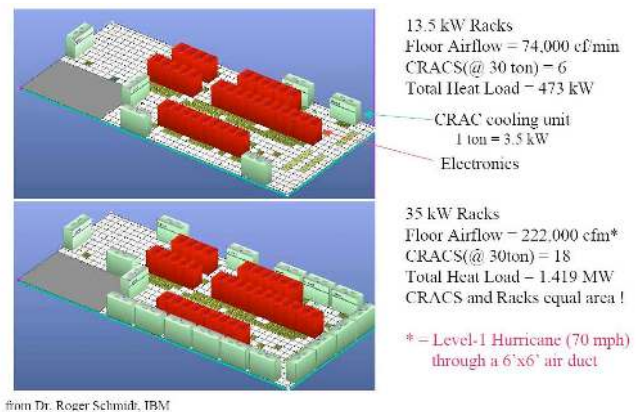 13.5 kW Racks
Floor Airflow = 74,000 cf/min
CRACS(@ 30 ton) = 6
Total Heat Load = 473 kW
CRAC cooling unit
1 ton = 3.5 kW
Electronics
35 kW Racks
Floor Airflow = 222,000 cfm*
CRACS(@ 30ton) = 18
Total Heat Load = 1.419 MW
CRACS and Racks equal area !
* = Level-1 Hurricane (70 mph)
through a 6'x6' air duct
from Dr. Roger Schmidt, IBM